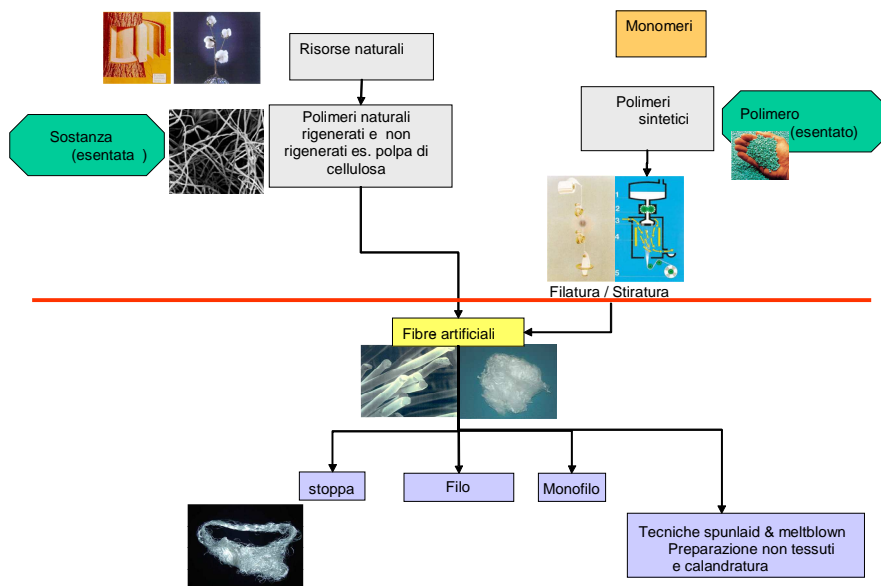 Risorse naturali
Monomeri
Polimeri naturali
rigenerati e non
rigenerati es. polpa di
cellulosa
Polimeri
sintetici
Sostanza
(esentata )
Polimero
(esentato)
1
2
3
4
5
Filatura / Stiratura
Fibre artificiali
stoppa
Filo
Monofilo
Tecniche spunlaid & meltblown
Preparazione non tessuti
e calandratura